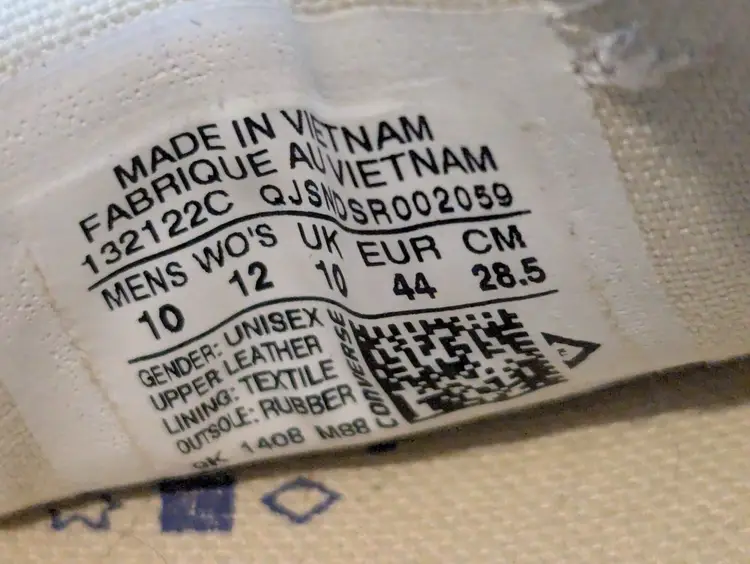 MADE IN VIETNAM
FABRIQUE AU VIETNAM
132122C QJSNDSR002059
MENS WO'S UK EUR CM
10 12 10 44 28.5
GENDER: UNISEX
UPPER: LEATHER
LINING: TEXTILE
OUTSOLE: RUBBER
1408 M88
CONVERSE